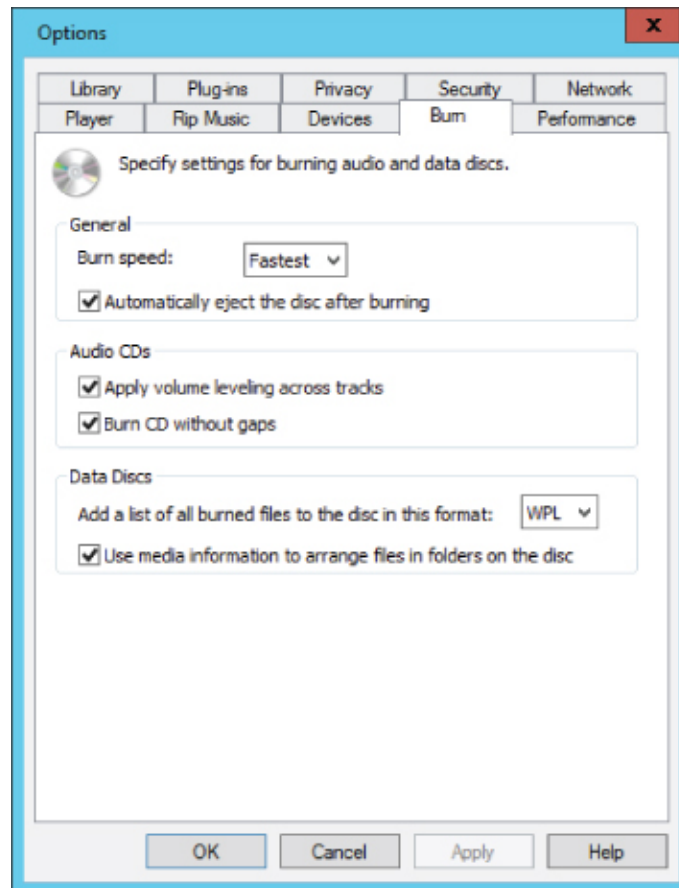 Options
x
Library Plug-ins Privacy Security Network
Player Rip Music Devices Burn Performance
Specify settings for burning audio and data discs.
General
Burn speed: Fastest
Automatically eject the disc after burning
Audio CDs
Apply volume leveling across tracks
Burn CD without gaps
Data Discs
Add a list of all burned files to the disc in this format: WPL
Use media information to arrange files in folders on the disc
OK Cancel Apply Help